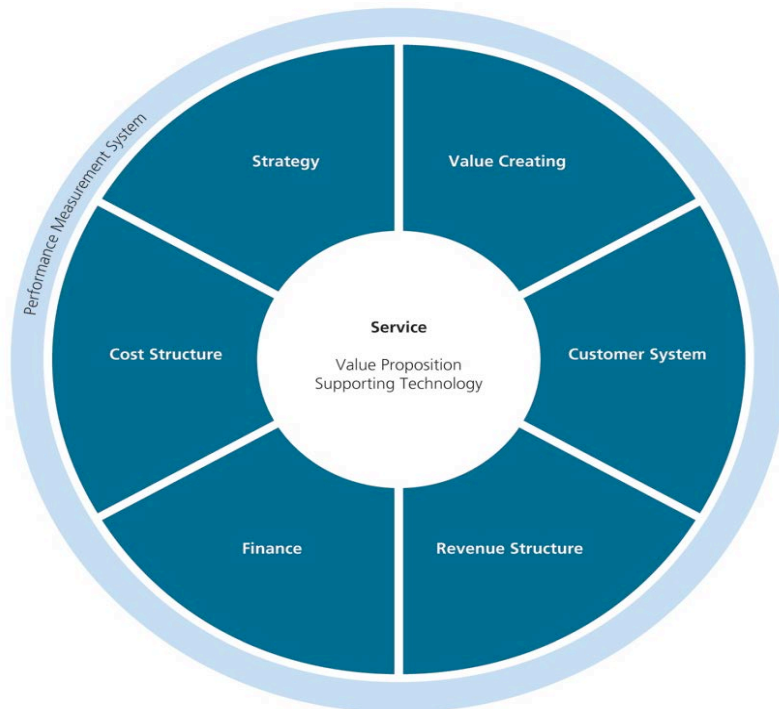 Performance Measurement System
Strategy
Value Creating
Cost Structure
Service
Value Proposition
Supporting Technology
Customer System
Finance
Revenue Structure